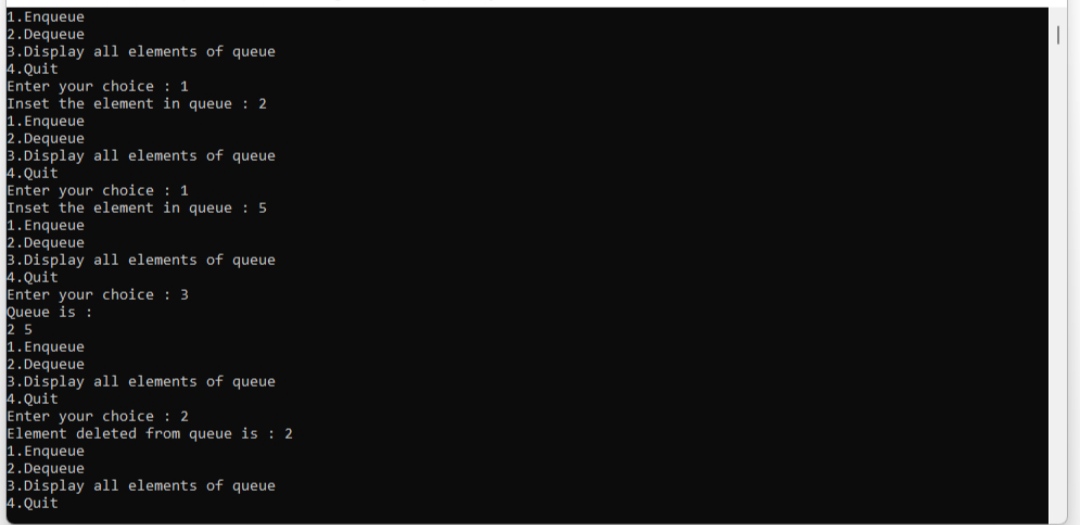 1.Enqueue
2.Dequeue
3.Display all elements of queue
4.Quit
Enter your choice : 1
Inset the element in queue : 2
1.Enqueue
2.Dequeue
3.Display all elements of queue
4.Quit
Enter your choice : 1
Inset the element in queue : 5
1.Enqueue
2.Dequeue
3.Display all elements of queue
4.Quit
Enter your choice : 3
Queue is :
2 5
1.Enqueue
2.Dequeue
3.Display all elements of queue
4.Quit
Enter your choice : 2
Element deleted from queue is : 2
1.Enqueue
2.Dequeue
3.Display all elements of queue
4.Quit